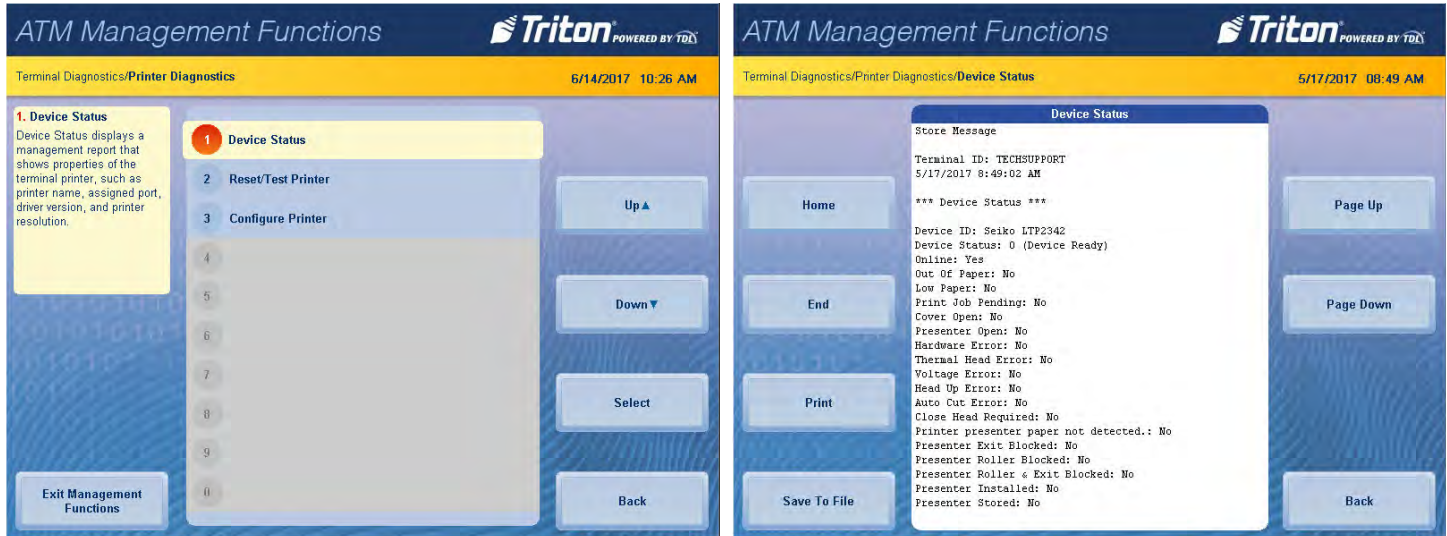 ATM Management Functions
Triton POWERED BY TDL
Terminal Diagnostics/Printer Diagnostics
6/14/2017 10:26 AM
1. Device Status
Device Status displays a
management report that
shows properties of the
terminal printer, such as
printer name, assigned port,
driver version, and printer
resolution.
1 Device Status
2 Reset/Test Printer
3 Configure Printer
4
5
6
7
8
9
0
Up▲
Down▼
Select
Exit Management
Functions
Back
ATM Management Functions
Triton POWERED BY TDL
Terminal Diagnostics/Printer Diagnostics/Device Status
5/17/2017 08:49 AM
Home
End
Print
Save To File
Device Status
Store Message
Terminal ID: TECHSUPPORT
5/17/2017 8:49:02 AM
*** Device Status ***
Device ID: Seiko LTP2342
Device Status: 0 (Device Ready)
Online: Yes
Out Of Paper: No
Low Paper: No
Print Job Pending: No
Cover Open: No
Presenter Open: No
Hardware Error: No
Thermal Head Error: No
Voltage Error: No
Head Up Error: No
Auto Cut Error: No
Close Head Required: No
Printer presenter paper not detected.: No
Presenter Exit Blocked: No
Presenter Roller Blocked: No
Presenter Roller & Exit Blocked: No
Presenter Installed: No
Presenter Stored: No
Page Up
Page Down
Back